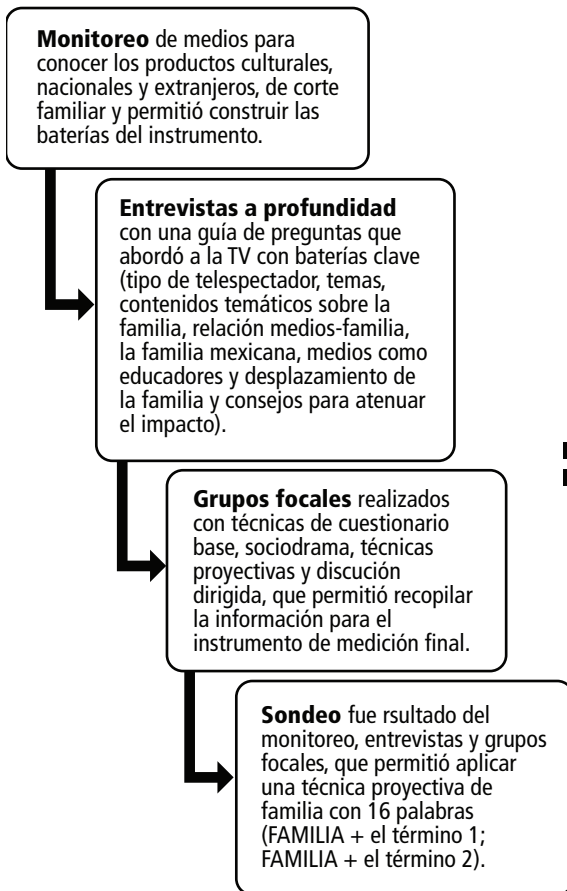 Monitoreo de medios para
conocer los productos culturales,
nacionales y extranjeros, de corte
familiar y permitió construir las
baterías del instrumento.
Entrevistas a profundidad
con una guía de preguntas que
abordó a la TV con baterías clave
(tipo de telespectador, temas,
contenidos temáticos sobre la
familia, relación medios-familia,
la familia mexicana, medios como
educadores y desplazamiento de
la familia y consejos para atenuar
el impacto).
Grupos focales realizados
con técnicas de cuestionario
base, sociodrama, técnicas
proyectivas y discución
dirigida, que permitió recopilar
la información para el
instrumento de medición final.
Sondeo fue rsultado del
monitoreo, entrevistas y grupos
focales, que permitió aplicar
una técnica proyectiva de
familia con 16 palabras
(FAMILIA + el término 1;
FAMILIA + el término 2).